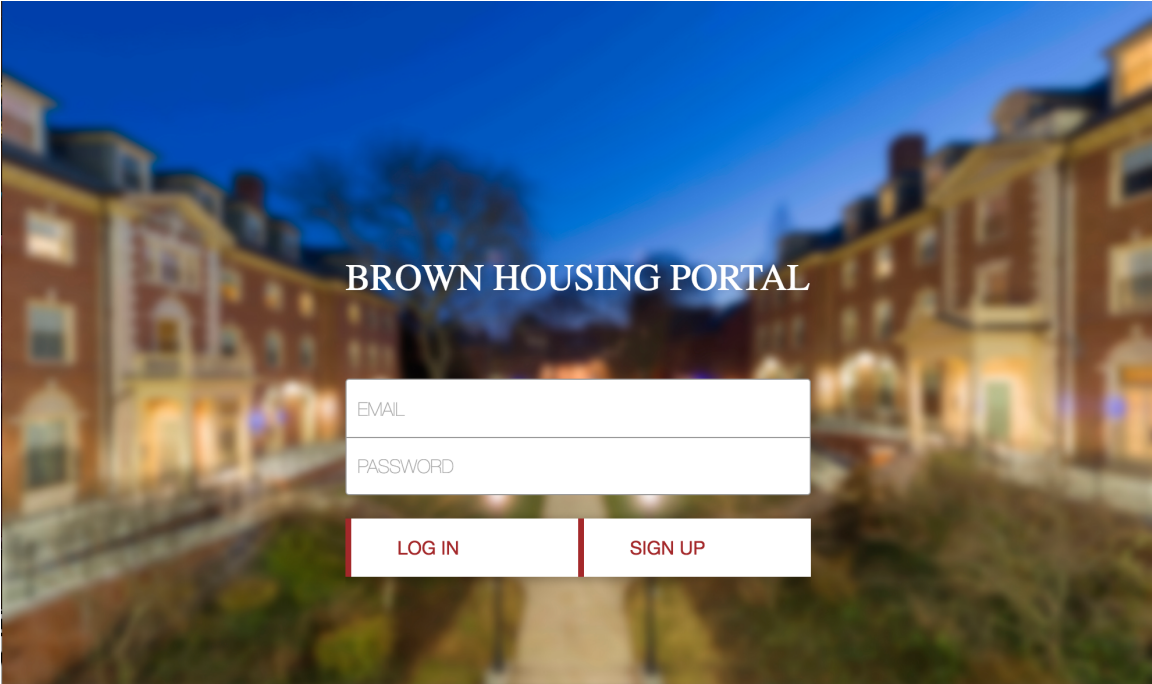 BROWN HOUSING PORTAL
EMAIL
PASSWORD
LOG IN
SIGN UP